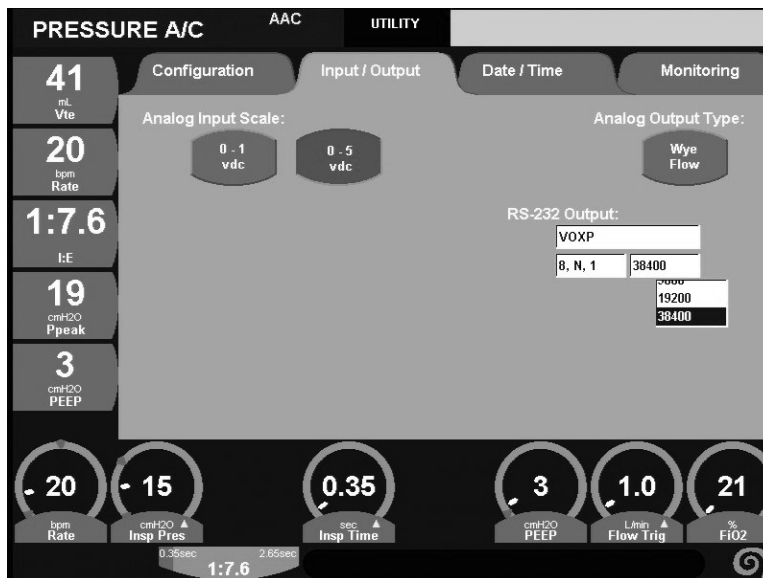 PRESSURE A/C
AAC
UTILITY
Configuration
Input / Output
Date / Time
Monitoring
41
mL
Vte
20
bpm
Rate
1:7.6
I:E
19
cmH2O
Ppeak
3
cmH2O
PEEP
Analog Input Scale:
0 - 1
vdc
0 - 5
vdc
Analog Output Type:
Wye
Flow
RS-232 Output:
VOXP
8, N, 1
38400
19200
38400
20
bpm
Rate
15
cmH2O
Insp Pres
0.35
sec
Insp Time
3
cmH2O
PEEP
1.0
L/min
Flow Trig
21
%
FiO2
0.35sec
2.65sec
1:7.6